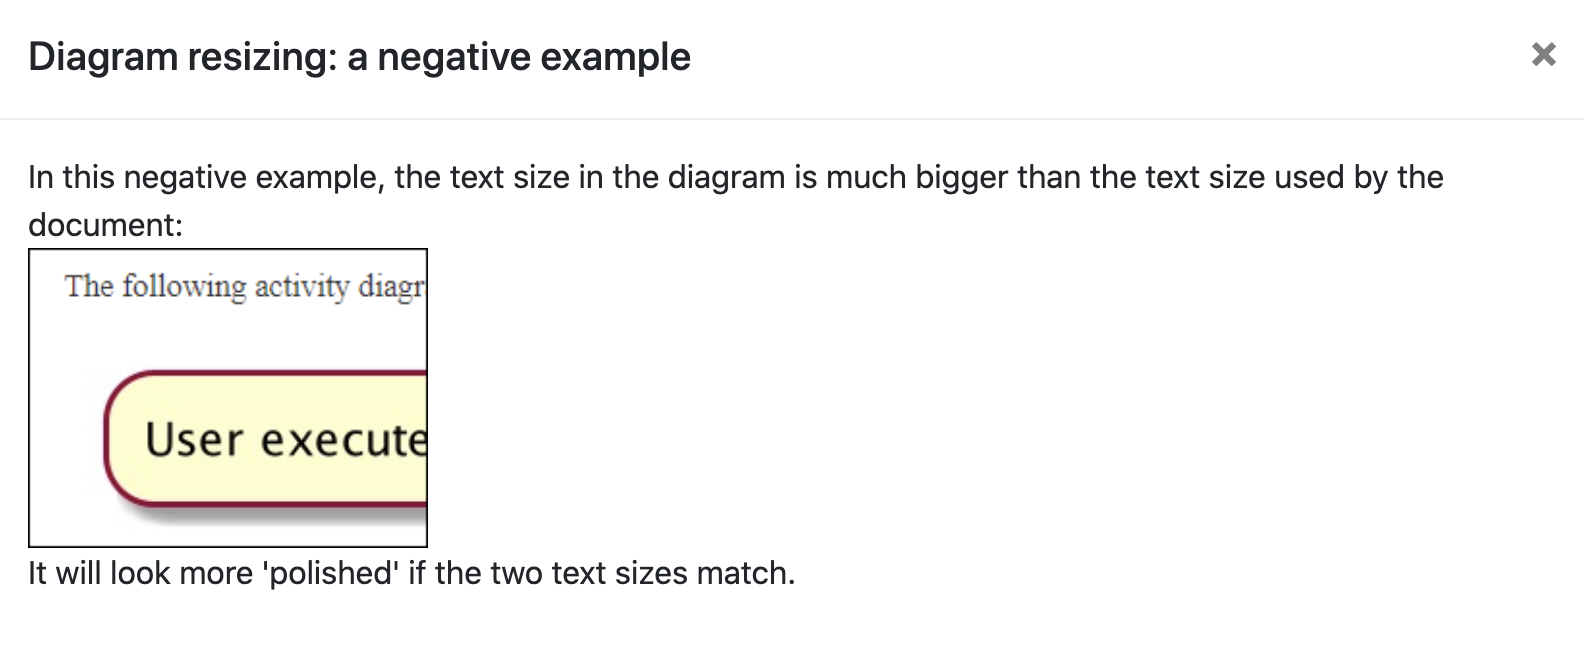 Diagram resizing: a negative example
In this negative example, the text size in the diagram is much bigger than the text size used by the
document:
The following activity diagr
User execute
It will look more 'polished' if the two text sizes match.